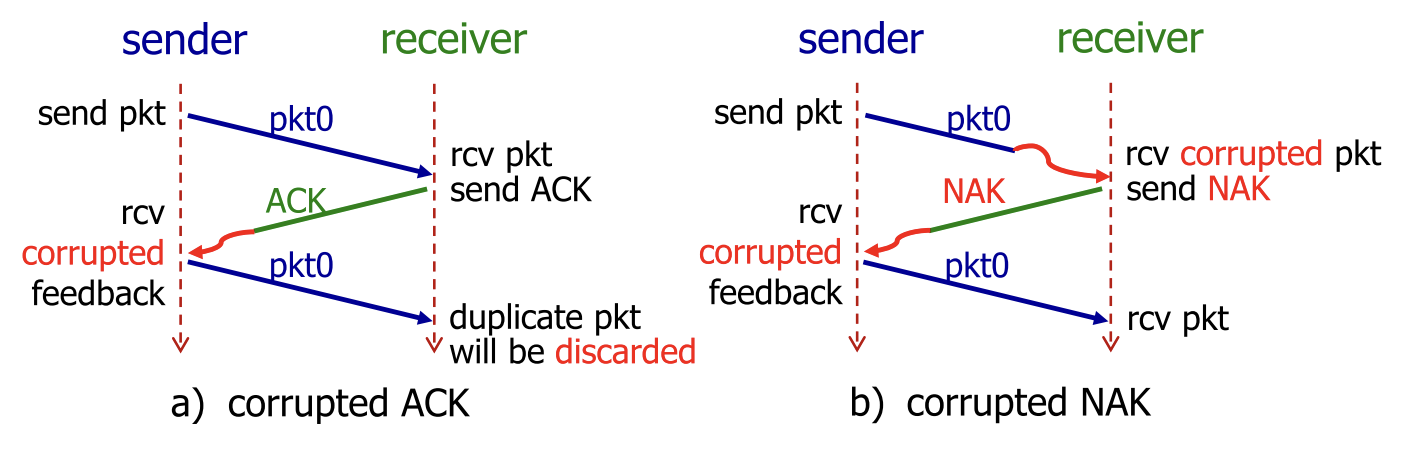 sender
receiver
send pkt
pkt0
rcv pkt
send ACK
ACK
rcv
corrupted
feedback
pkt0
duplicate pkt
will be discarded
a) corrupted ACK
sender
receiver
send pkt
pkt0
rcv corrupted pkt
send NAK
NAK
rcv
corrupted
feedback
pkt0
rcv pkt
b) corrupted NAK